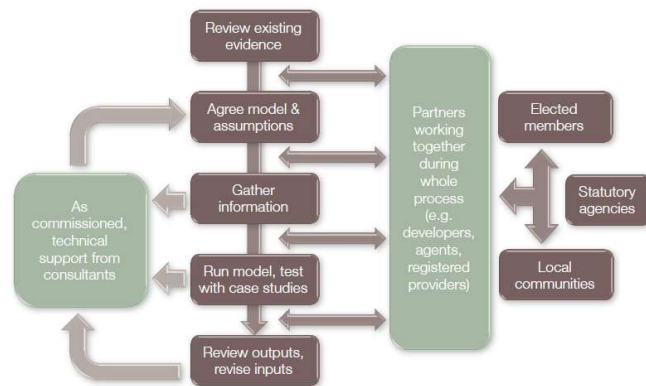 Review existing
evidence
Agree model &
assumptions
Gather
information
Run model, test
with case studies
Review outputs,
revise inputs
As
commissioned,
technical
support from
consultants
Partners
working
together
during
whole
process
(e.g.
developers,
agents,
registered
providers)
Elected
members
Statutory
agencies
Local
communities